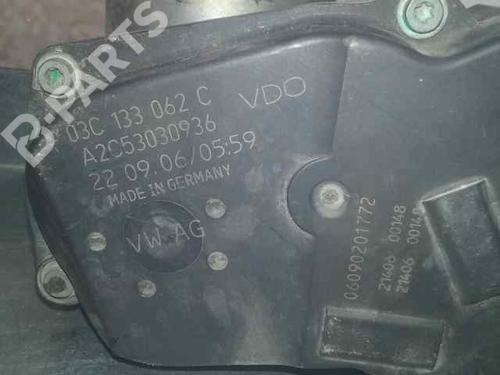 B-PARTS
03C 133 062 C
VDO
A2C53030936
22 09.06/05:59
MADE IN GERMANY
VW AG
06090201772
21406 00148
21406 00148